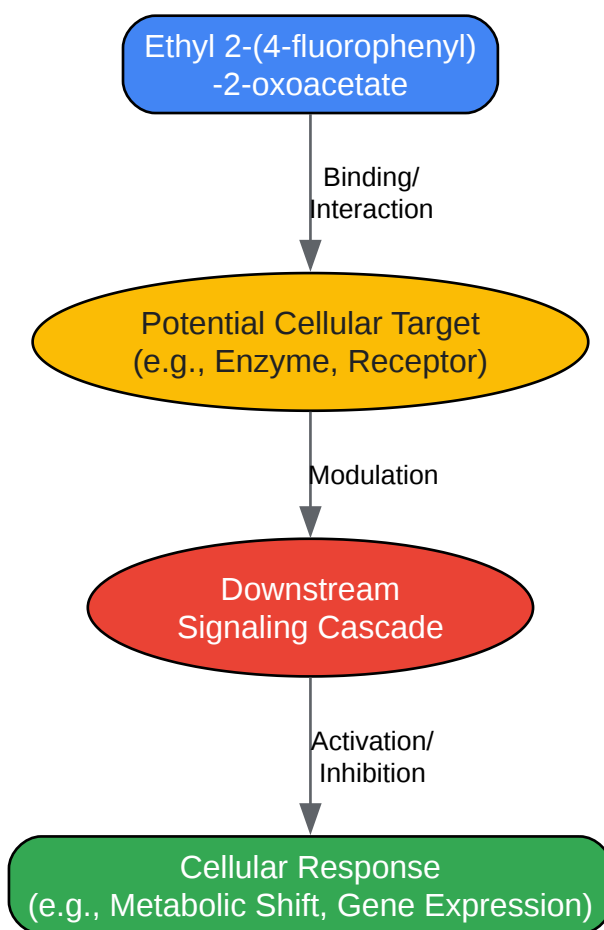 Ethyl 2-(4-fluorophenyl)
-2-oxoacetate
Binding/
Interaction
Potential Cellular Target
(e.g., Enzyme, Receptor)
Modulation
Downstream
Signaling Cascade
Activation/
Inhibition
Cellular Response
(e.g., Metabolic Shift, Gene Expression)